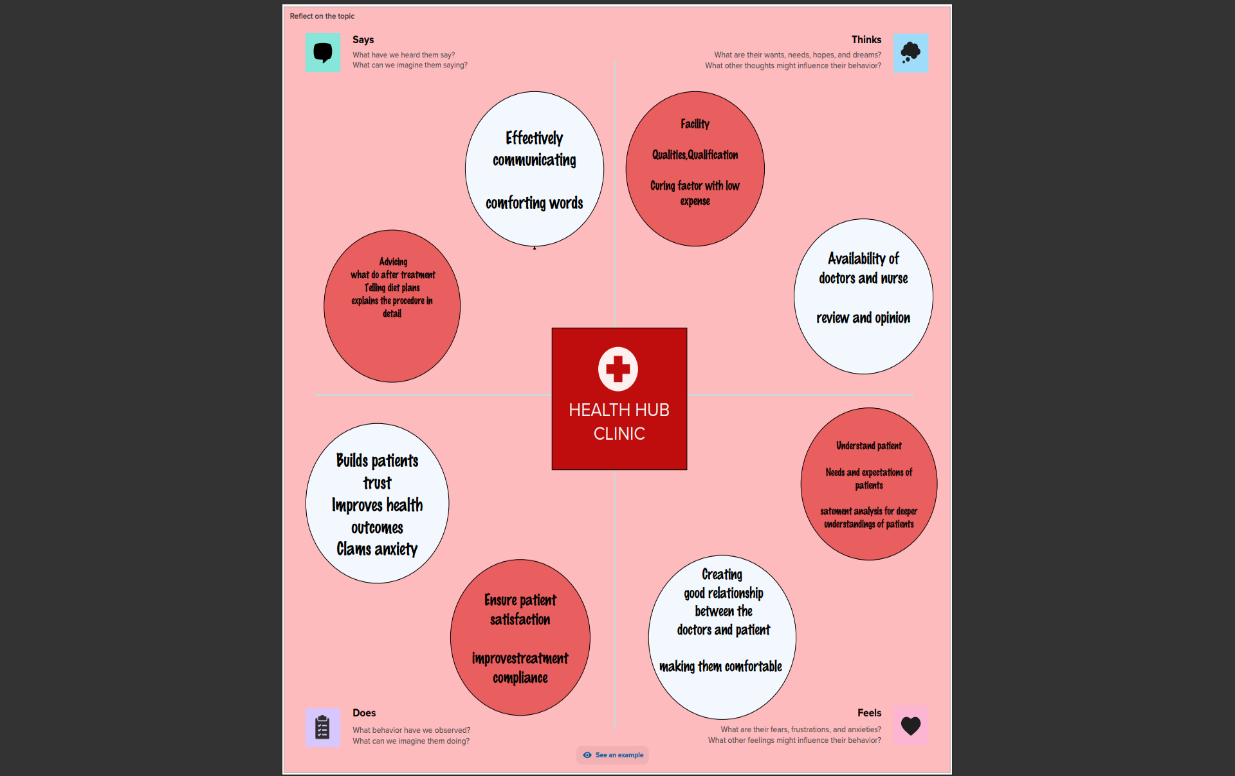 Reflect on the topic
Says
What have we heard them say?
What can we imagine them saying?
Thinks
What are their wants, needs, hopes, and dreams?
What other thoughts might influence their behavior?
Effectively
communicating
comforting words
Facility
Qualities,Qualification
Curing factor with low
expense
Advicing
what do after treatment
Telling diet plans
explains the procedure in
detail
Availability of
doctors and nurse
review and opinion
HEALTH HUB
CLINIC
Builds patients
trust
Improves health
outcomes
Clams anxiety
Understand patient
Needs and expectations of
patients
satement analysis for deeper
understandings of patients
Ensure patient
satisfaction
improvestreatment
compliance
Creating
good relationship
between the
doctors and patient
making them comfortable
Does
What behavior have we observed?
What can we imagine them doing?
Feels
What are their fears, frustrations, and anxieties?
What other feelings might influence their behavior?
See an example